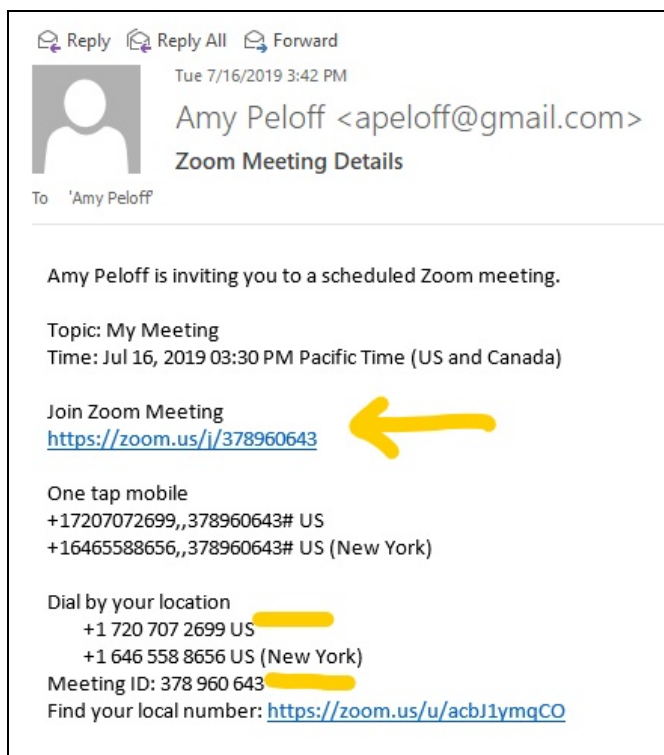 Reply Reply All Forward
Tue 7/16/2019 3:42 PM
Amy Peloff <apeloff@gmail.com>
Zoom Meeting Details
To 'Amy Peloff'
Amy Peloff is inviting you to a scheduled Zoom meeting.
Topic: My Meeting
Time: Jul 16, 2019 03:30 PM Pacific Time (US and Canada)
Join Zoom Meeting
https://zoom.us/j/378960643
One tap mobile
+17207072699,,378960643# US
+16465588656,,378960643# US (New York)
Dial by your location
+1 720 707 2699 US
+1 646 558 8656 US (New York)
Meeting ID: 378 960 643
Find your local number: https://zoom.us/u/acbJ1ymqCO